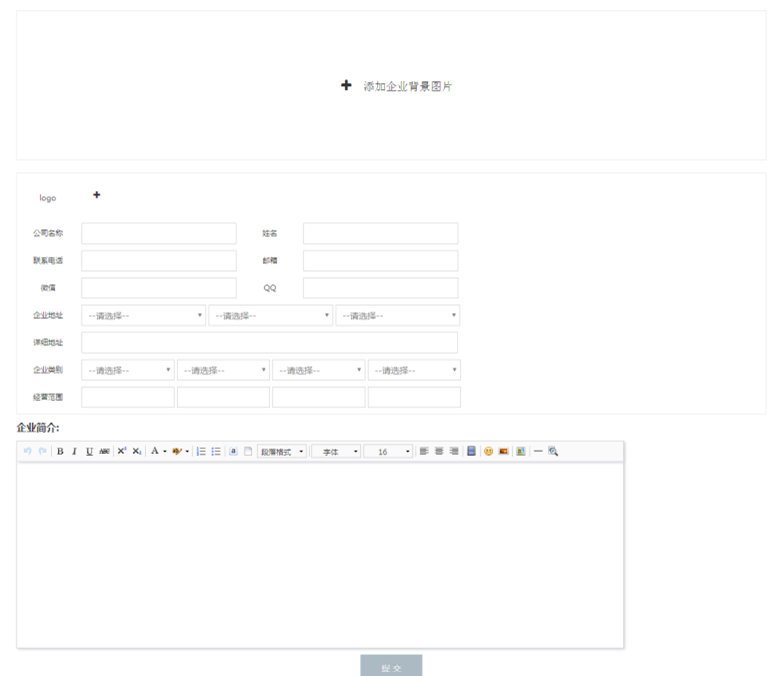 添加企业背景图片
logo
公司名称 姓名
联系电话 邮箱
微信 QQ
企业地址 --请选择-- --请选择-- --请选择--
详细地址
企业类别 --请选择-- --请选择-- --请选择-- --请选择--
经营范围
企业简介:
B I U ABC X² X₂ A a 段落格式 字体 16
提 交